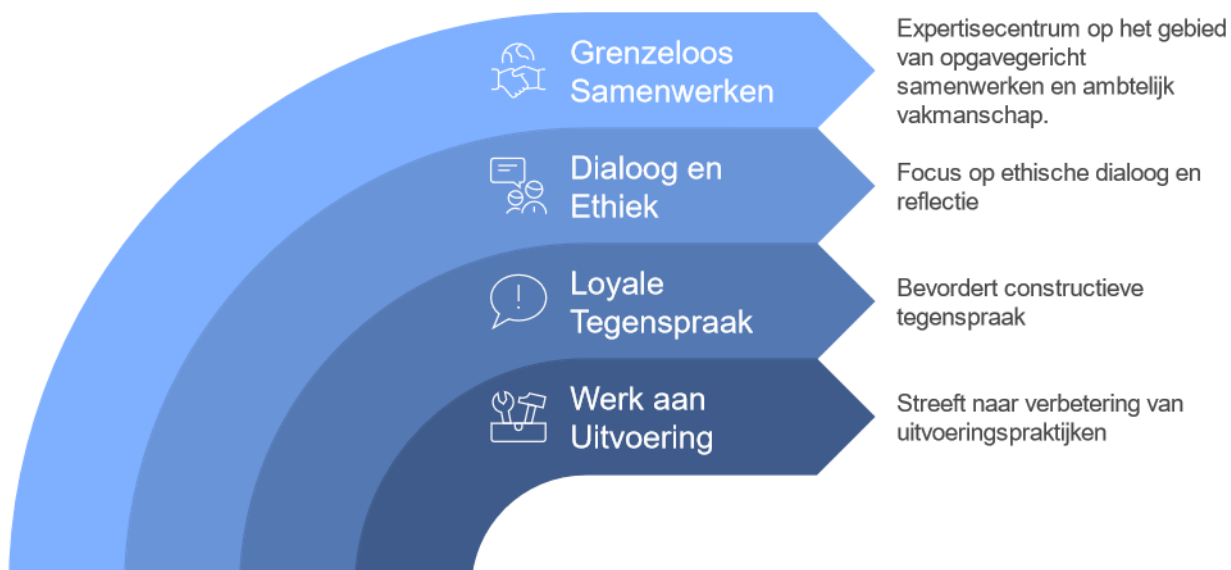 Grenzeloos
Samenwerken
Expertisecentrum op het gebied
van opgavegericht
samenwerken en ambtelijk
vakmanschap.
Dialoog en
Ethiek
Focus op ethische dialoog en
reflectie
Loyale
Tegenspraak
Bevordert constructieve
tegenspraak
Werk aan
Uitvoering
Streeft naar verbetering van
uitvoeringspraktijken